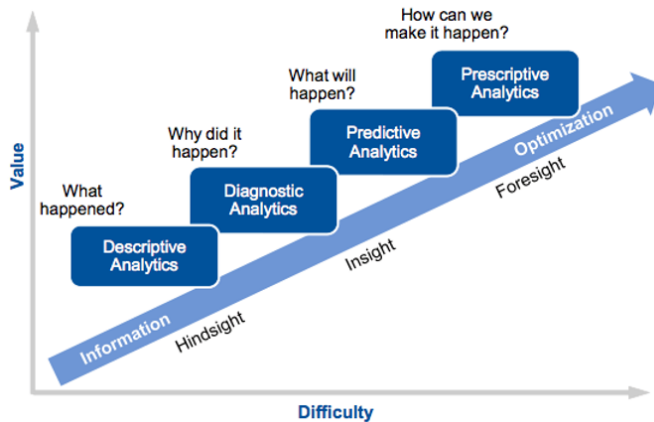 How can we
make it happen?
Prescriptive
Analytics
What will
happen?
Predictive
Analytics
Why did it
happen?
Diagnostic
Analytics
What
happened?
Descriptive
Analytics
Value
Optimization
Foresight
Insight
Information
Hindsight
Difficulty